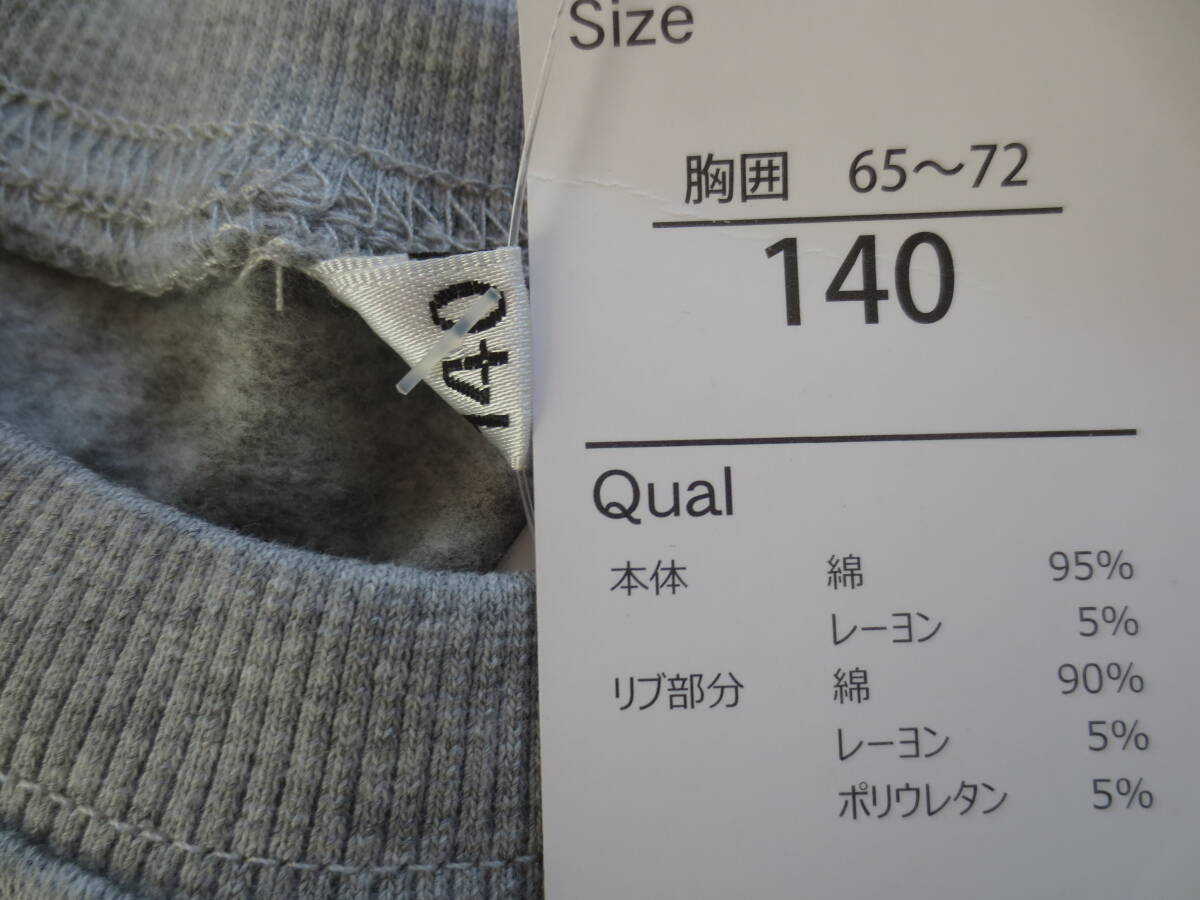 Size
胸囲 65～72
140
Qual
本体 綿 95%
レーヨン 5%
リブ部分 綿 90%
レーヨン 5%
ポリウレタン 5%
140